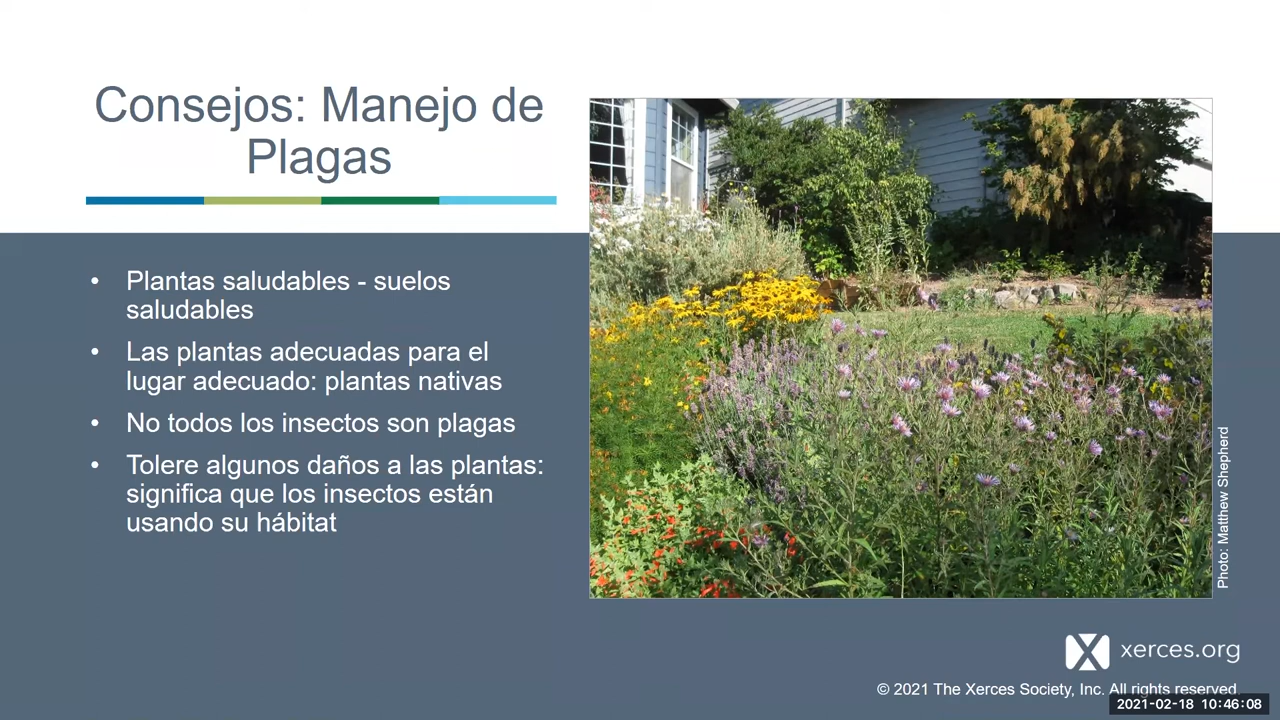 Consejos: Manejo de
Plagas
• Plantas saludables - suelos
saludables
• Las plantas adecuadas para el
lugar adecuado: plantas nativas
• No todos los insectos son plagas
• Tolere algunos daños a las plantas:
significa que los insectos están
usando su hábitat
Photo: Matthew Shepherd
xerces.org
© 2021 The Xerces Society, Inc. All rights reserved.
2021-02-18 10:46:08